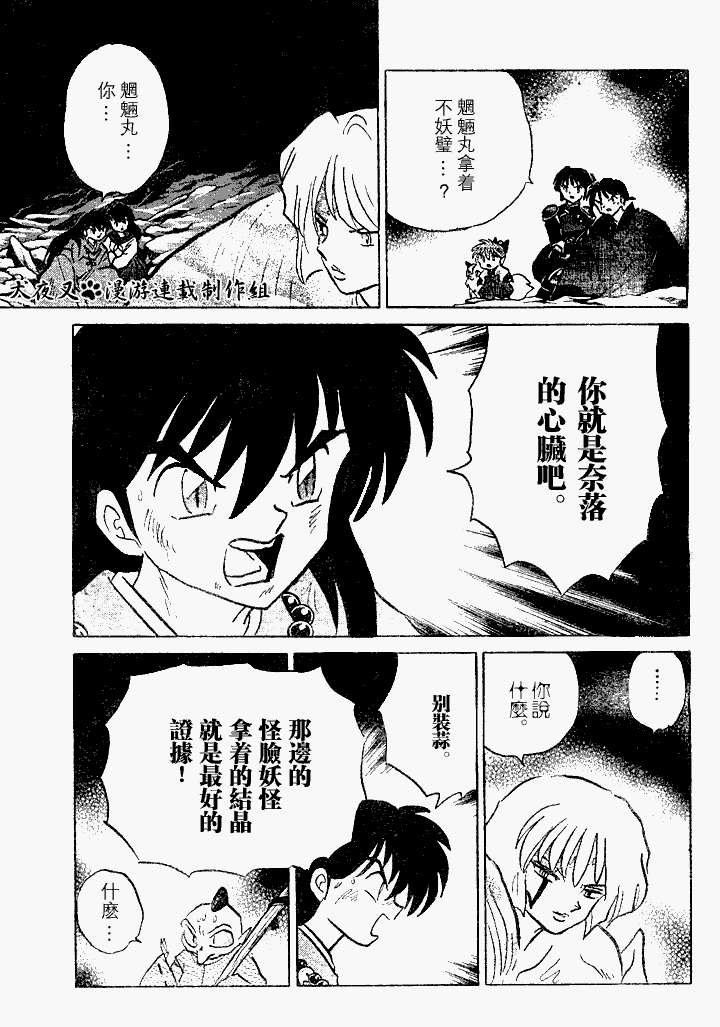 魍魎丸拿着
不妖璧…?
魍魎丸…
你…
犬夜叉漫游連載制作組
你就是奈落
的心臟吧。
……
你說
什麼。
別裝蒜。
那邊的
怪臉妖怪
拿着的結晶
就是最好的
證據!
什麽…